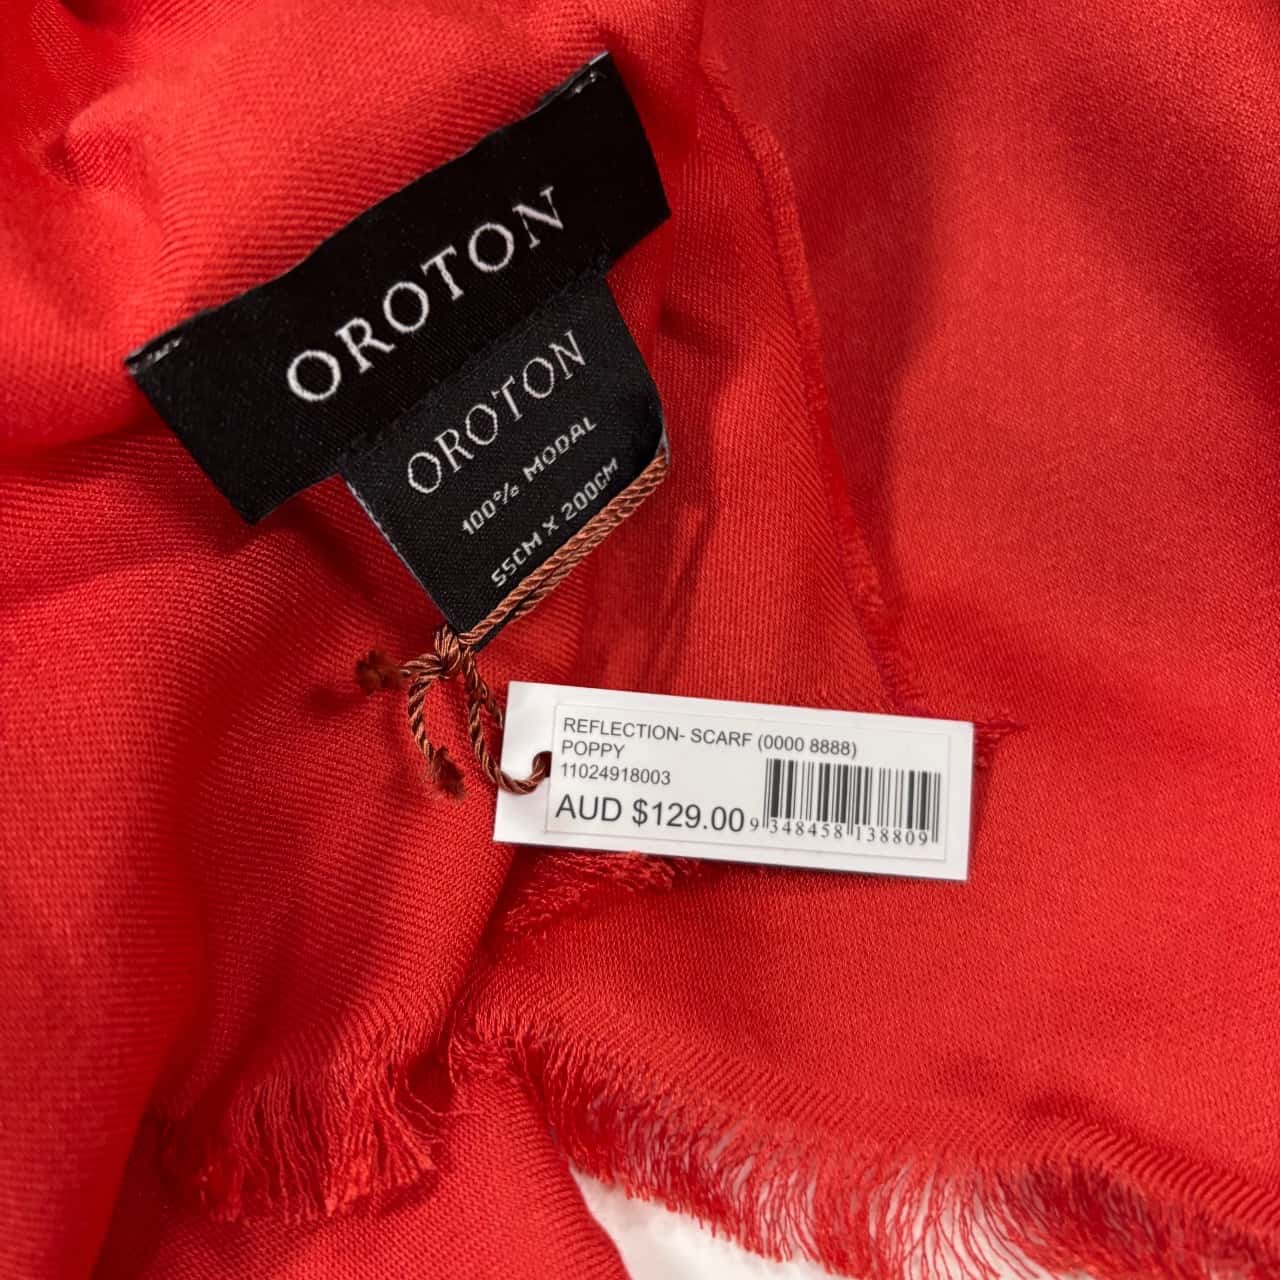 OROTON
OROTON
100% MODAL
55CM X 200CM
REFLECTION- SCARF (0000 8888)
POPPY
11024918003
AUD $129.00
9 348458 138809